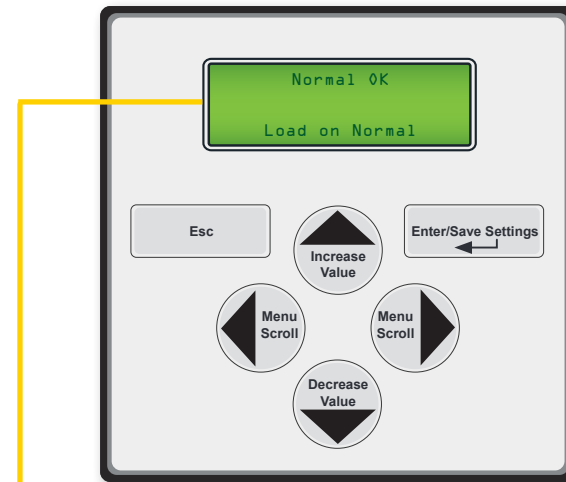 Normal OK
Load on Normal
Esc
Increase
Value
Enter/Save Settings
Menu
Scroll
Menu
Scroll
Decrease
Value